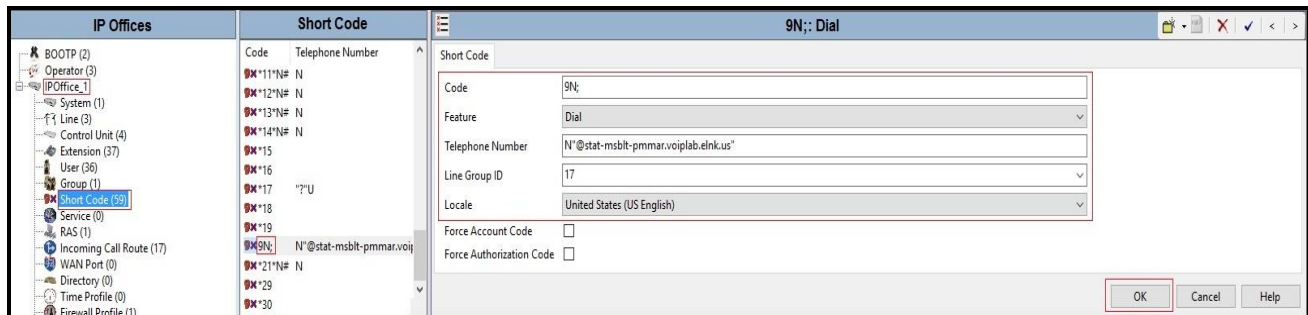 IP Offices
BOOTP (2)
Operator (3)
IPOffice_1
System (1)
Line (3)
Control Unit (4)
Extension (37)
User (36)
Group (1)
Short Code (59)
Service (0)
RAS (1)
Incoming Call Route (17)
WAN Port (0)
Directory (0)
Time Profile (0)
Firewall Profile (1)
Short Code
Code Telephone Number
*11*N# N
*12*N# N
*13*N# N
*14*N# N
*15
*16
*17 "?"U
*18
*19
9N; N"@stat-msblt-pmmar.voip
*21*N# N
*29
*30
9N;: Dial
Short Code
Code 9N;
Feature Dial
Telephone Number N"@stat-msblt-pmmar.voiplab.elnk.us"
Line Group ID 17
Locale United States (US English)
Force Account Code
Force Authorization Code
OK Cancel Help